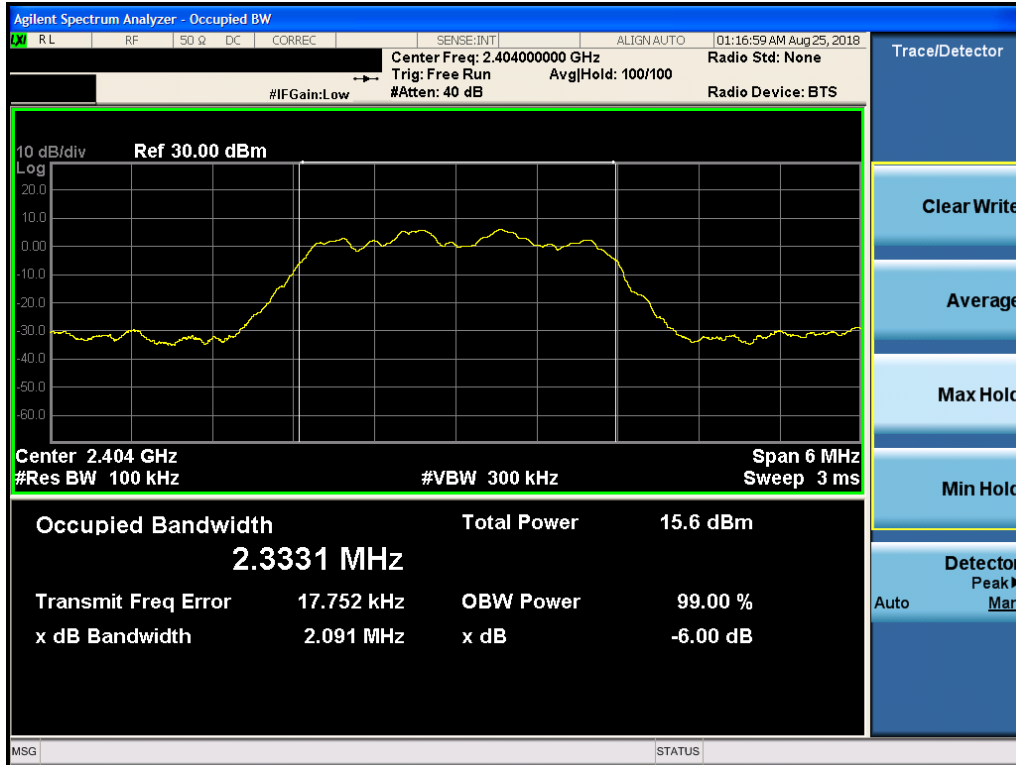 Agilent Spectrum Analyzer - Occupied BW
LXI RL RF 50 Ω DC CORREC SENSE:INT ALIGN AUTO 01:16:59 AM Aug 25, 2018
Center Freq: 2.404000000 GHz Radio Std: None
Trig: Free Run Avg|Hold: 100/100
#IFGain:Low #Atten: 40 dB Radio Device: BTS
10 dB/div Ref 30.00 dBm
Log
20.0
10.0
0.00
-10.0
-20.0
-30.0
-40.0
-50.0
-60.0
Center 2.404 GHz Span 6 MHz
#Res BW 100 kHz #VBW 300 kHz Sweep 3 ms
Occupied Bandwidth Total Power 15.6 dBm
2.3331 MHz
Transmit Freq Error 17.752 kHz OBW Power 99.00 %
x dB Bandwidth 2.091 MHz x dB -6.00 dB
MSG STATUS
Trace/Detector
Clear Write
Average
Max Hold
Min Hold
Detector
Peak
Auto Man